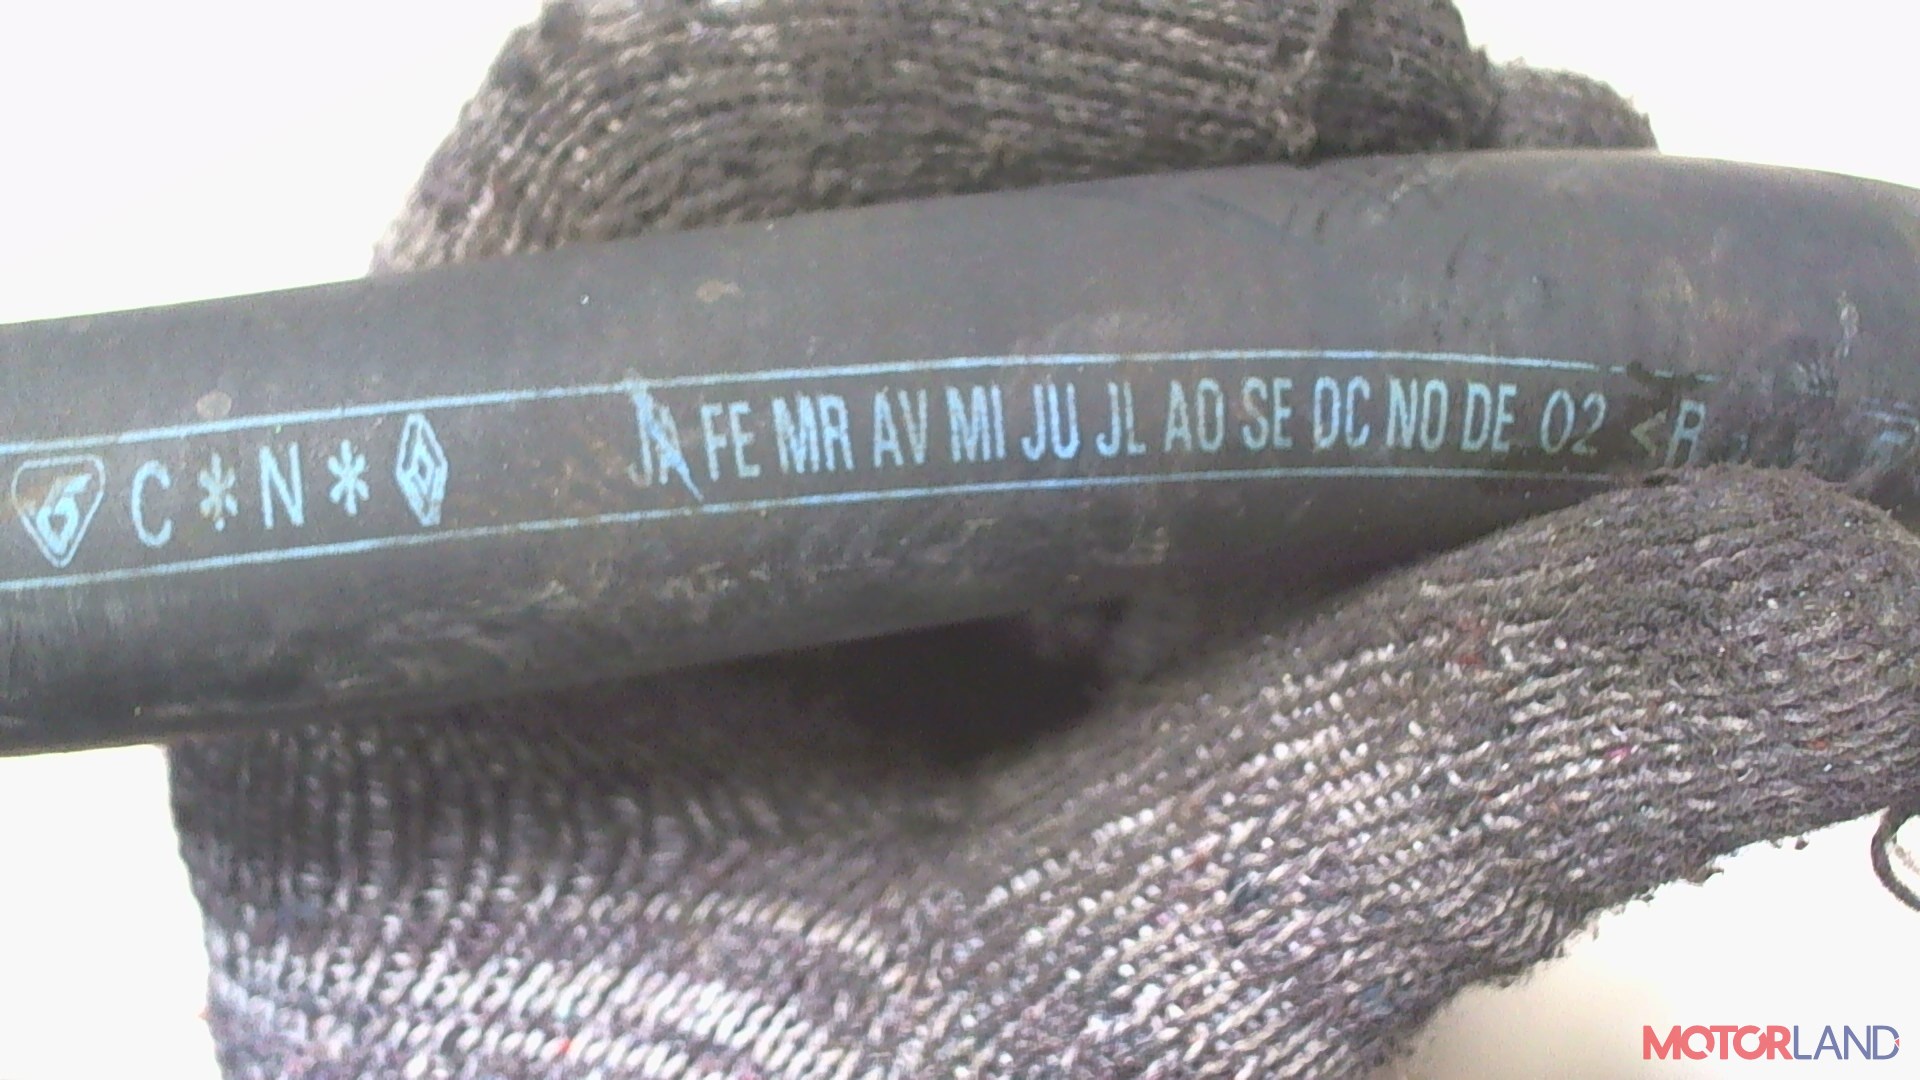 C*N* JA FE MR AV MI JU JL AO SE OC NO DE 02 <R
MOTORLAND